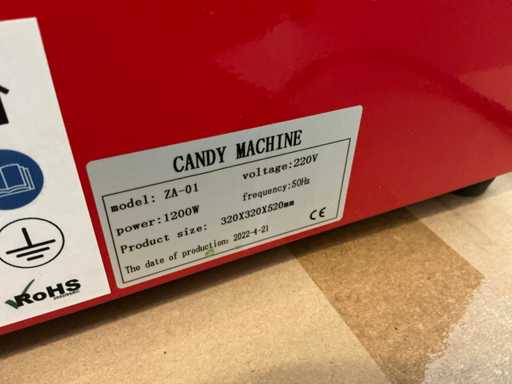 CANDY MACHINE
model: ZA-01 voltage:220V
power:1200W frequency:50Hz
Product size: 320X320X520mm
The date of production: 2022-4-21
CE
RoHS